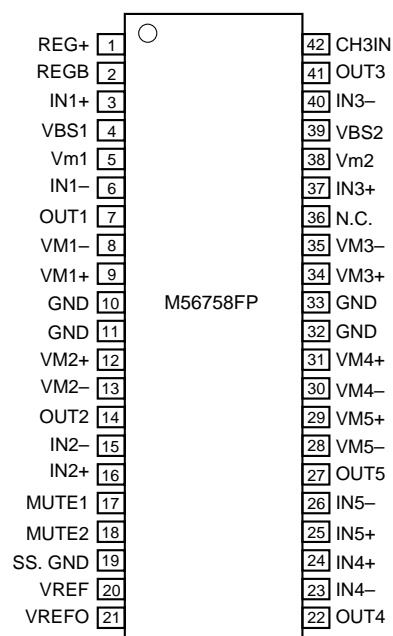 REG+ 1 42 CH3IN
REGB 2 41 OUT3
IN1+ 3 40 IN3–
VBS1 4 39 VBS2
Vm1 5 38 Vm2
IN1– 6 37 IN3+
OUT1 7 36 N.C.
VM1– 8 35 VM3–
VM1+ 9 34 VM3+
GND 10 M56758FP 33 GND
GND 11 32 GND
VM2+ 12 31 VM4+
VM2– 13 30 VM4–
OUT2 14 29 VM5+
IN2– 15 28 VM5–
IN2+ 16 27 OUT5
MUTE1 17 26 IN5–
MUTE2 18 25 IN5+
SS. GND 19 24 IN4+
VREF 20 23 IN4–
VREFO 21 22 OUT4